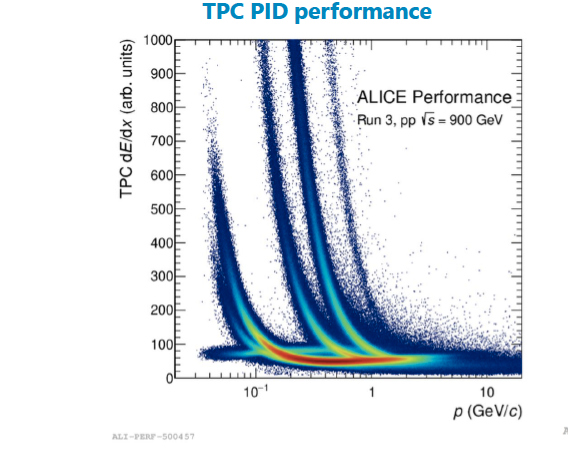 TPC PID performance
TPC dE/dx (arb. units)
1000
900
800
700
600
500
400
300
200
100
0
ALICE Performance
Run 3, pp √s = 900 GeV
10⁻¹
1
10
p (GeV/c)
ALI-PERF-500457